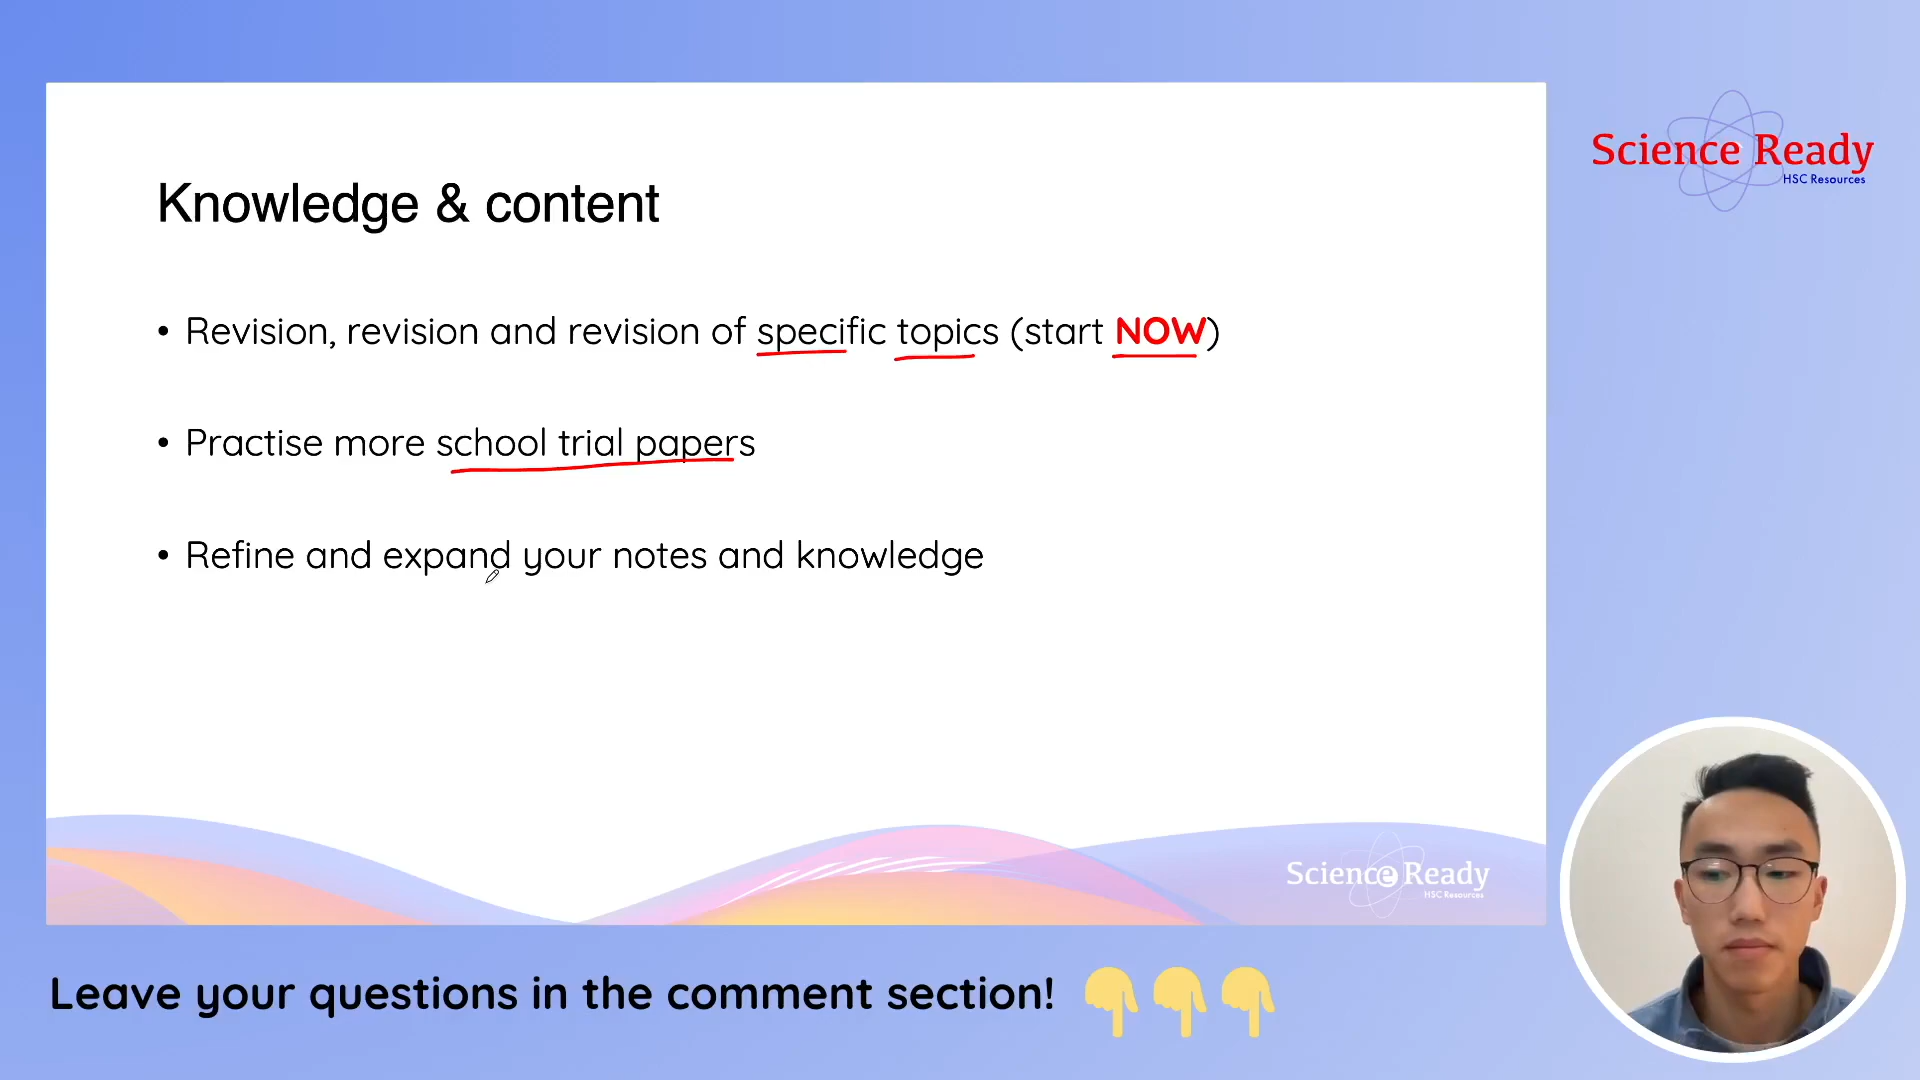 Science Ready
HSC Resources
Knowledge & content
• Revision, revision and revision of specific topics (start NOW)
• Practise more school trial papers
• Refine and expand your notes and knowledge
Science Ready
HSC Resources
Leave your questions in the comment section!